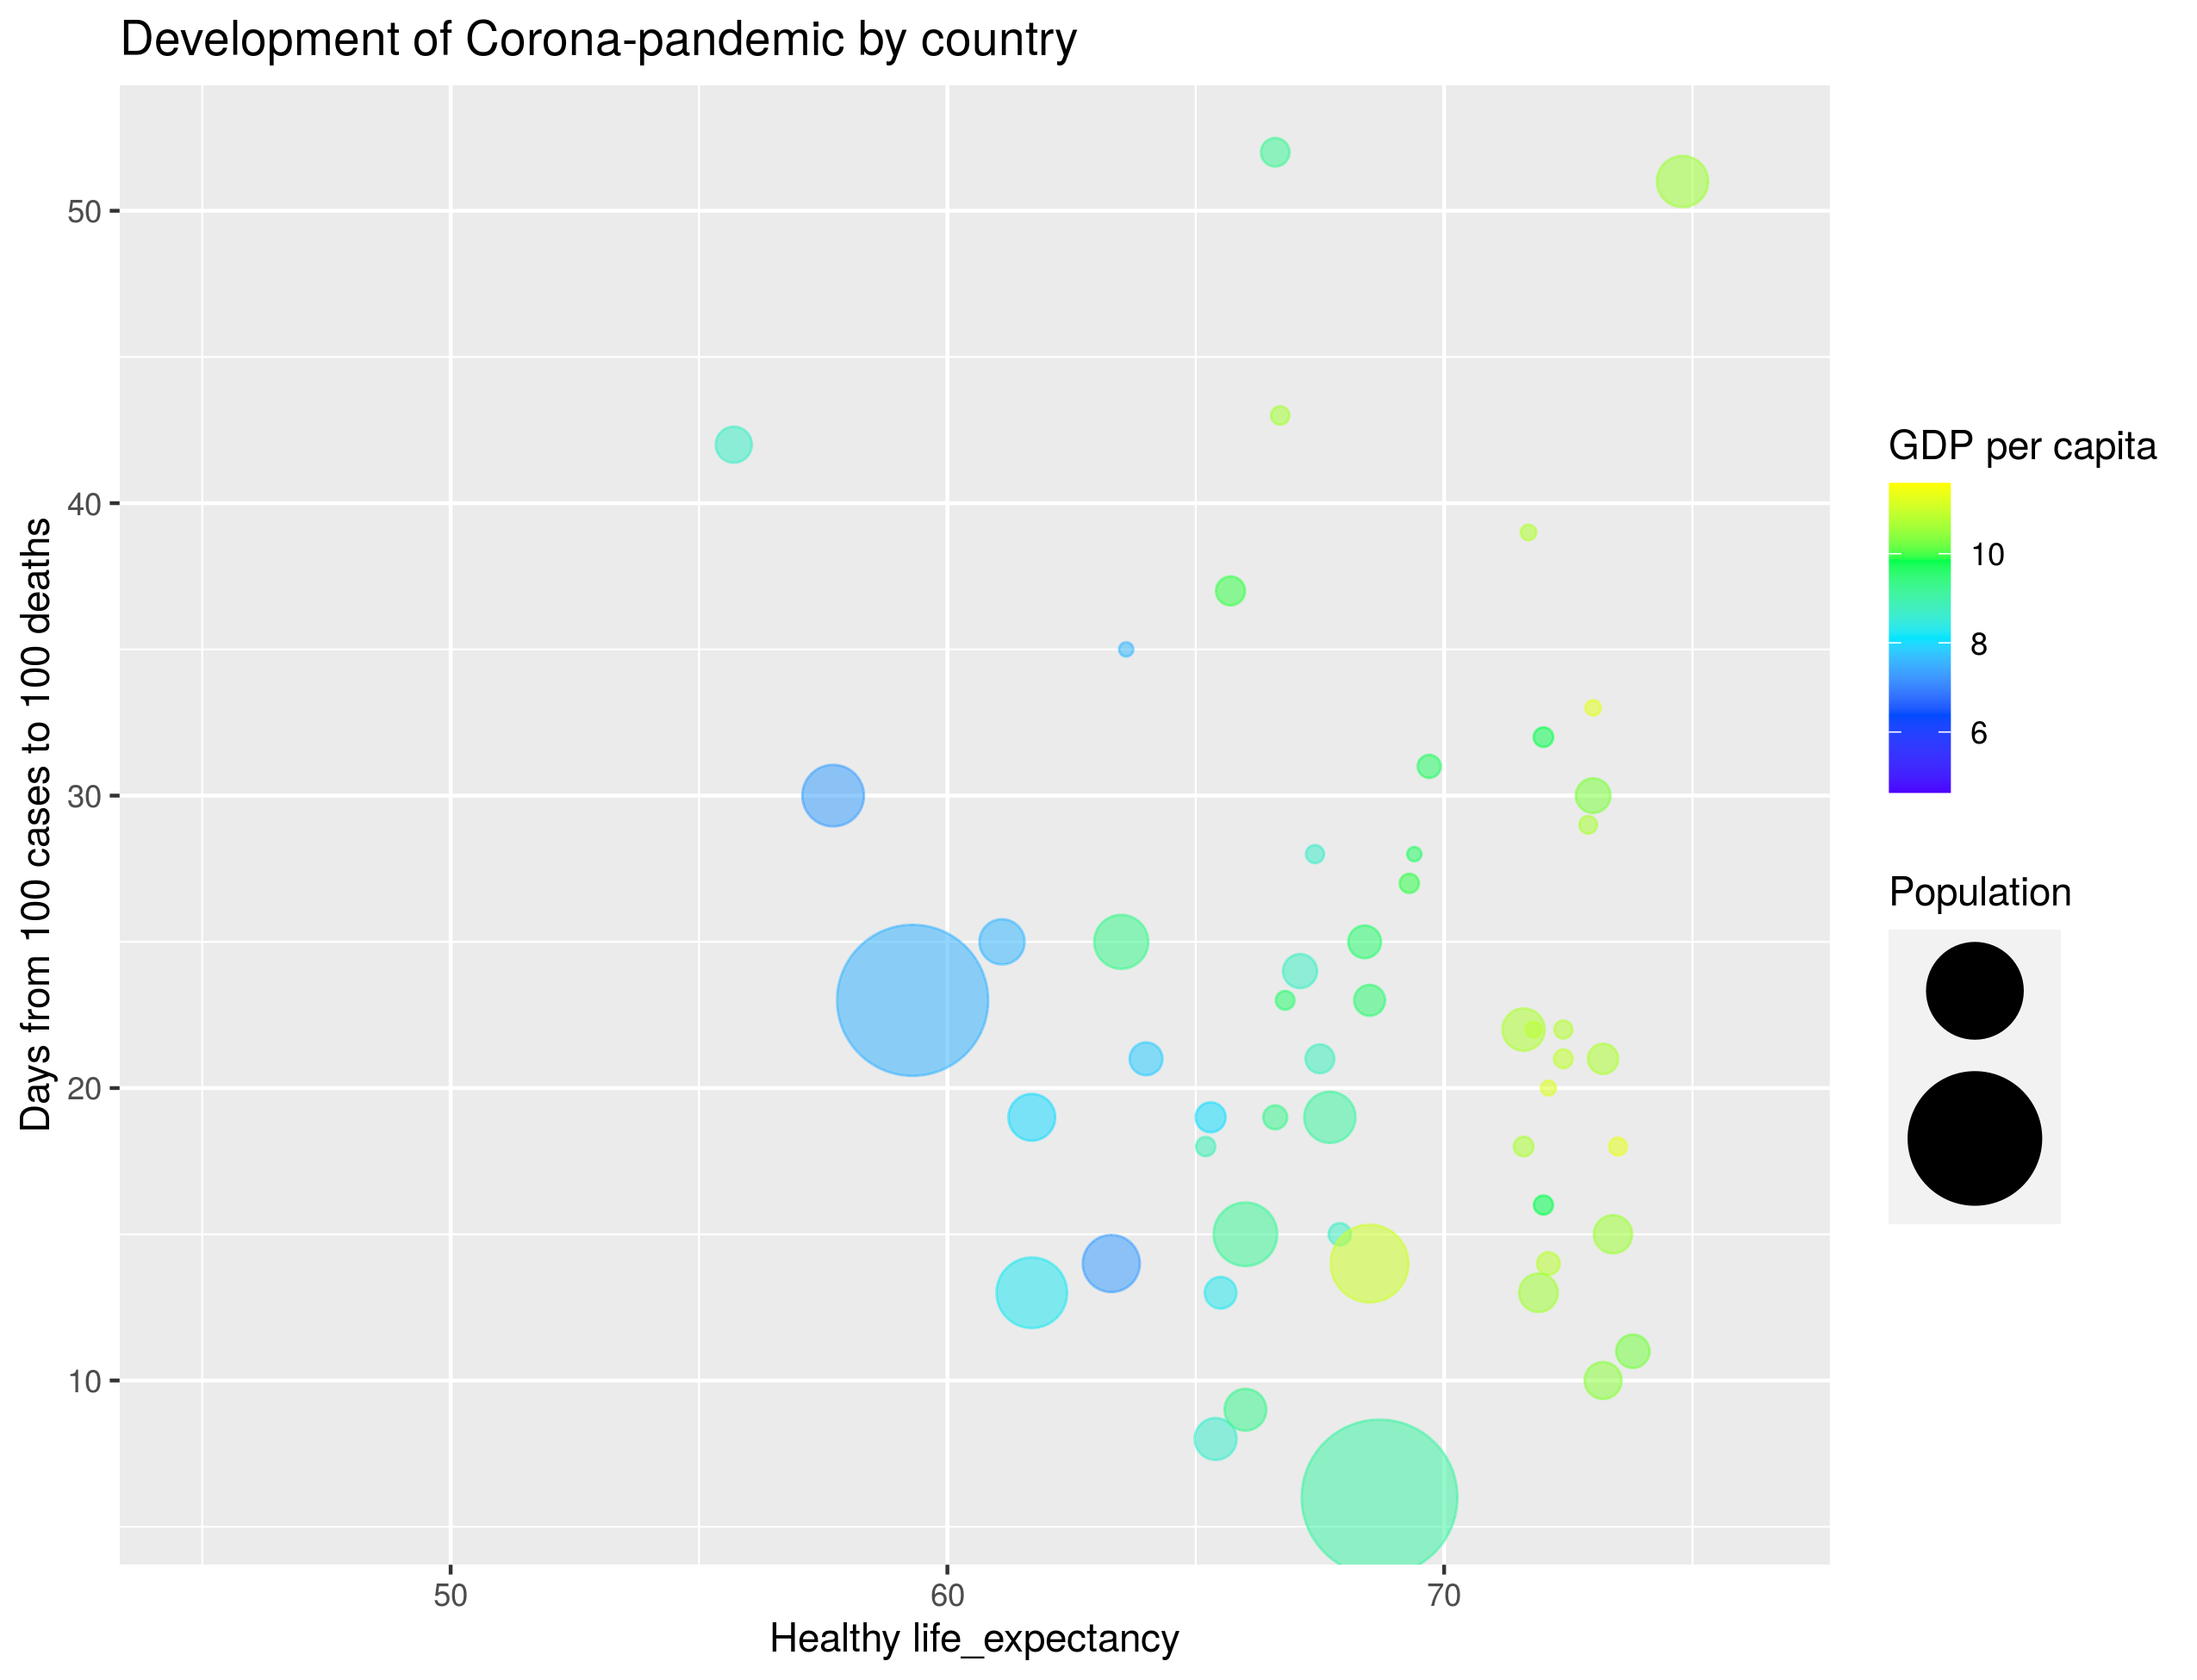 Development of Corona-pandemic by country
Days from 100 cases to 100 deaths
50
40
30
20
10
50
60
70
Healthy life_expectancy
GDP per capita
10
8
6
Population